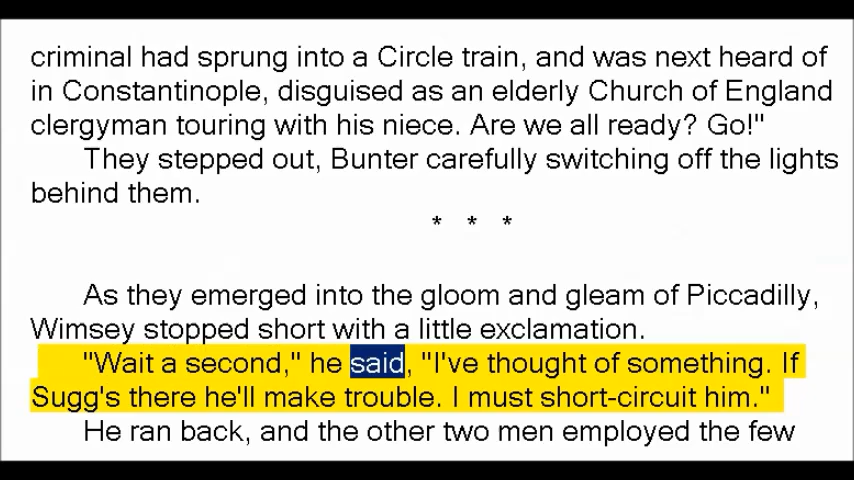 criminal had sprung into a Circle train, and was next heard of
in Constantinople, disguised as an elderly Church of England
clergyman touring with his niece. Are we all ready? Go!"
They stepped out, Bunter carefully switching off the lights
behind them.
* * *
As they emerged into the gloom and gleam of Piccadilly,
Wimsey stopped short with a little exclamation.
"Wait a second," he said, "I've thought of something. If
Sugg's there he'll make trouble. I must short-circuit him."
He ran back, and the other two men employed the few